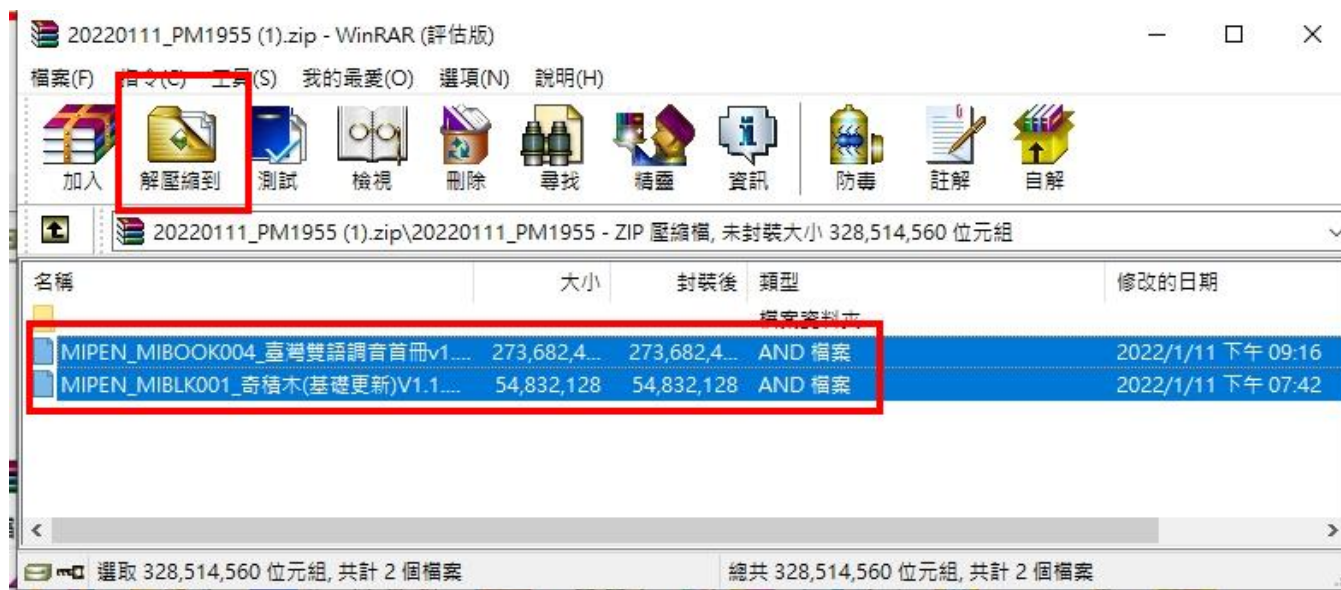 20220111_PM1955 (1).zip - WinRAR (評估版)
檔案(F) 指令(C) 工具(S) 我的最愛(O) 選項(N) 說明(H)
加入 解壓縮到 測試 檢視 刪除 尋找 精靈 資訊 防毒 註解 自解
20220111_PM1955 (1).zip\20220111_PM1955 - ZIP 壓縮檔, 未封裝大小 328,514,560 位元組
名稱 大小 封裝後 類型 修改的日期
檔案資料夾
MIPEN_MIBOOK004_臺灣雙語調音首冊v1.... 273,682,4... 273,682,4... AND 檔案 2022/1/11 下午 09:16
MIPEN_MIBLK001_奇積木(基礎更新)V1.1.... 54,832,128 54,832,128 AND 檔案 2022/1/11 下午 07:42
選取 328,514,560 位元組, 共計 2 個檔案 總共 328,514,560 位元組, 共計 2 個檔案